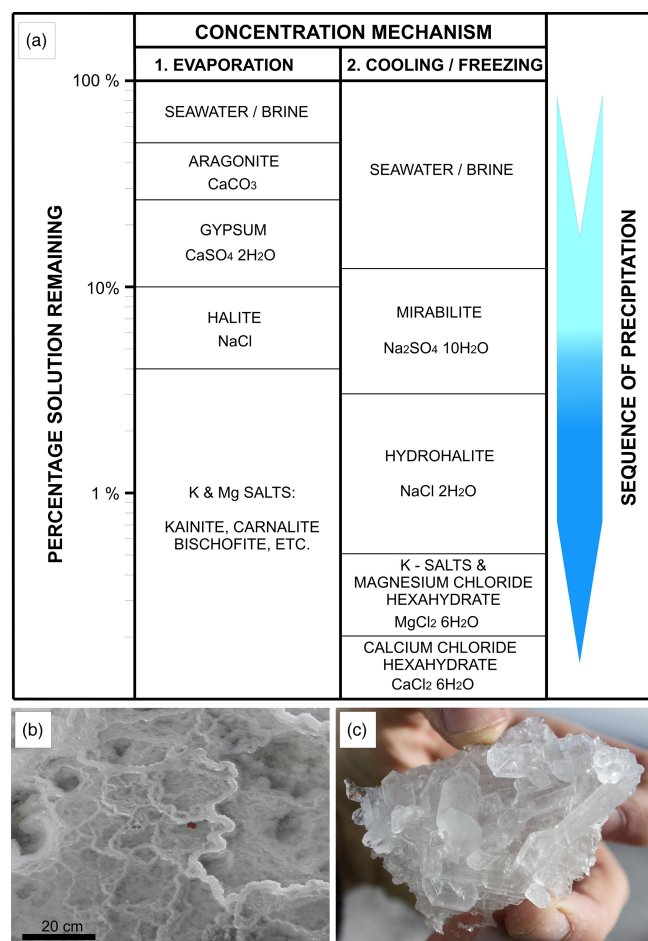 (a)
CONCENTRATION MECHANISM
1. EVAPORATION
2. COOLING / FREEZING
PERCENTAGE SOLUTION REMAINING
100 %
10%
1 %
SEAWATER / BRINE
ARAGONITE
CaCO3
GYPSUM
CaSO4 2H2O
HALITE
NaCl
K & Mg SALTS:
KAINITE, CARNALITE
BISCHOFITE, ETC.
SEAWATER / BRINE
MIRABILITE
Na2SO4 10H2O
HYDROHALITE
NaCl 2H2O
K - SALTS &
MAGNESIUM CHLORIDE
HEXAHYDRATE
MgCl2 6H2O
CALCIUM CHLORIDE
HEXAHYDRATE
CaCl2 6H2O
SEQUENCE OF PRECIPITATION
(b)
20 cm
(c)